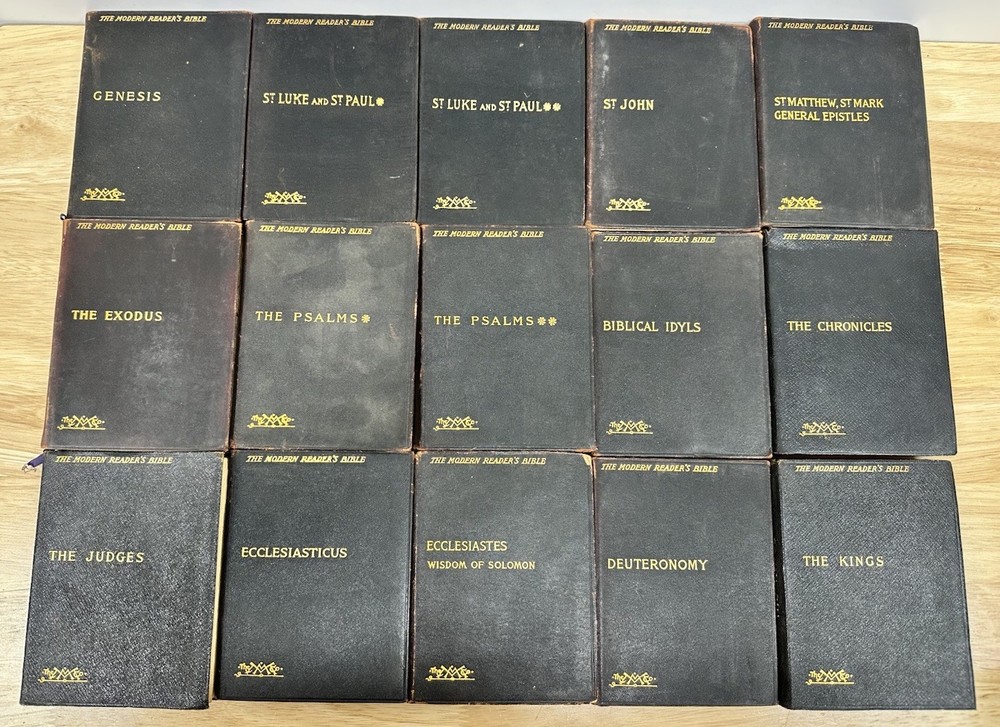 THE MODERN READER'S BIBLE
GENESIS
THE MODERN READER'S BIBLE
ST LUKE AND ST PAUL*
THE MODERN READER'S BIBLE
ST LUKE AND ST PAUL**
THE MODERN READER'S BIBLE
ST JOHN
THE MODERN READER'S BIBLE
ST MATTHEW, ST MARK
GENERAL EPISTLES
THE MODERN READER'S BIBLE
THE EXODUS
THE MODERN READER'S BIBLE
THE PSALMS*
THE MODERN READER'S BIBLE
THE PSALMS**
THE MODERN READER'S BIBLE
BIBLICAL IDYLS
THE MODERN READER'S BIBLE
THE CHRONICLES
THE MODERN READER'S BIBLE
THE JUDGES
THE MODERN READER'S BIBLE
ECCLESIASTICUS
THE MODERN READER'S BIBLE
ECCLESIASTES
WISDOM OF SOLOMON
THE MODERN READER'S BIBLE
DEUTERONOMY
THE MODERN READER'S BIBLE
THE KINGS